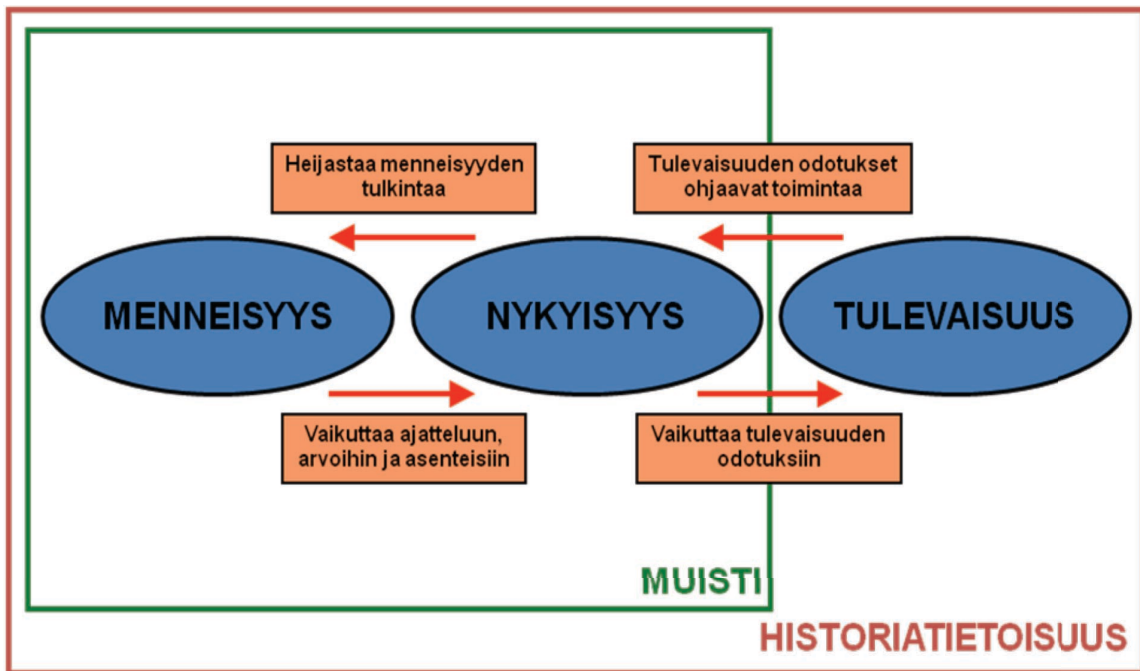 Heijastaa menneisyyden
tulkintaa
Tulevaisuuden odotukset
ohjaavat toimintaa
MENNEISYYS
NYKYISYYS
TULEVAISUUS
Vaikuttaa ajatteluun,
arvoihin ja asenteisiin
Vaikuttaa tulevaisuuden
odotuksiin
MUISTI
HISTORIATIETOISUUS